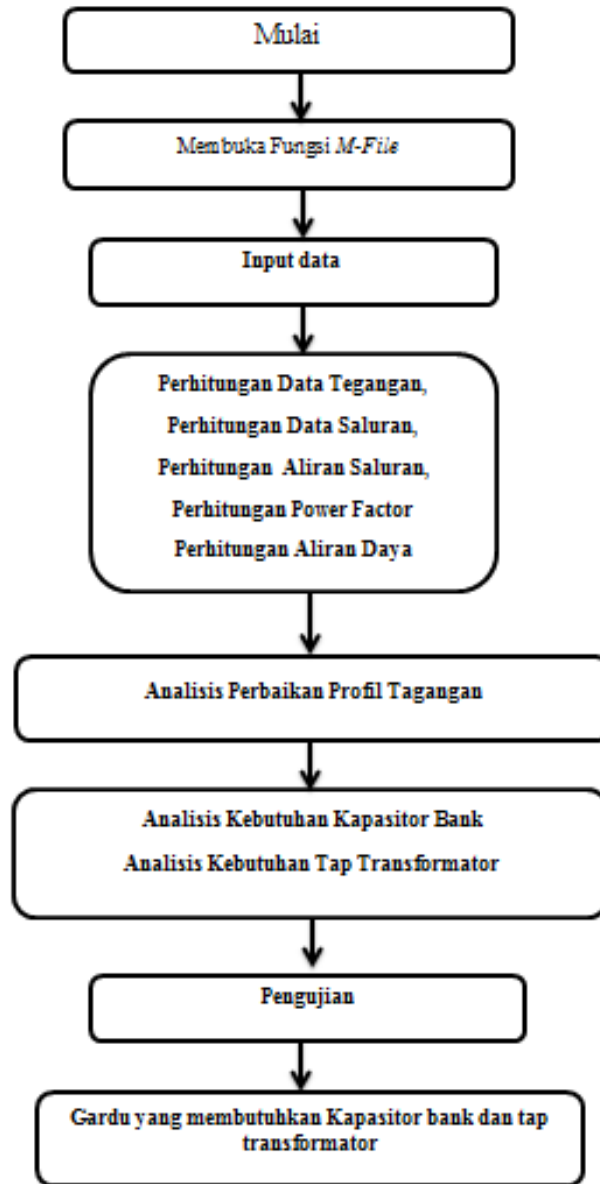 Mulai
Membuka Fungsi M-File
Input data
Perhitungan Data Tegangan,
Perhitungan Data Saluran,
Perhitungan Aliran Saluran,
Perhitungan Power Factor
Perhitungan Aliran Daya
Analisis Perbaikan Profil Tagangan
Analisis Kebutuhan Kapasitor Bank
Analisis Kebutuhan Tap Transformator
Pengujian
Gardu yang membutuhkan Kapasitor bank dan tap
transformator